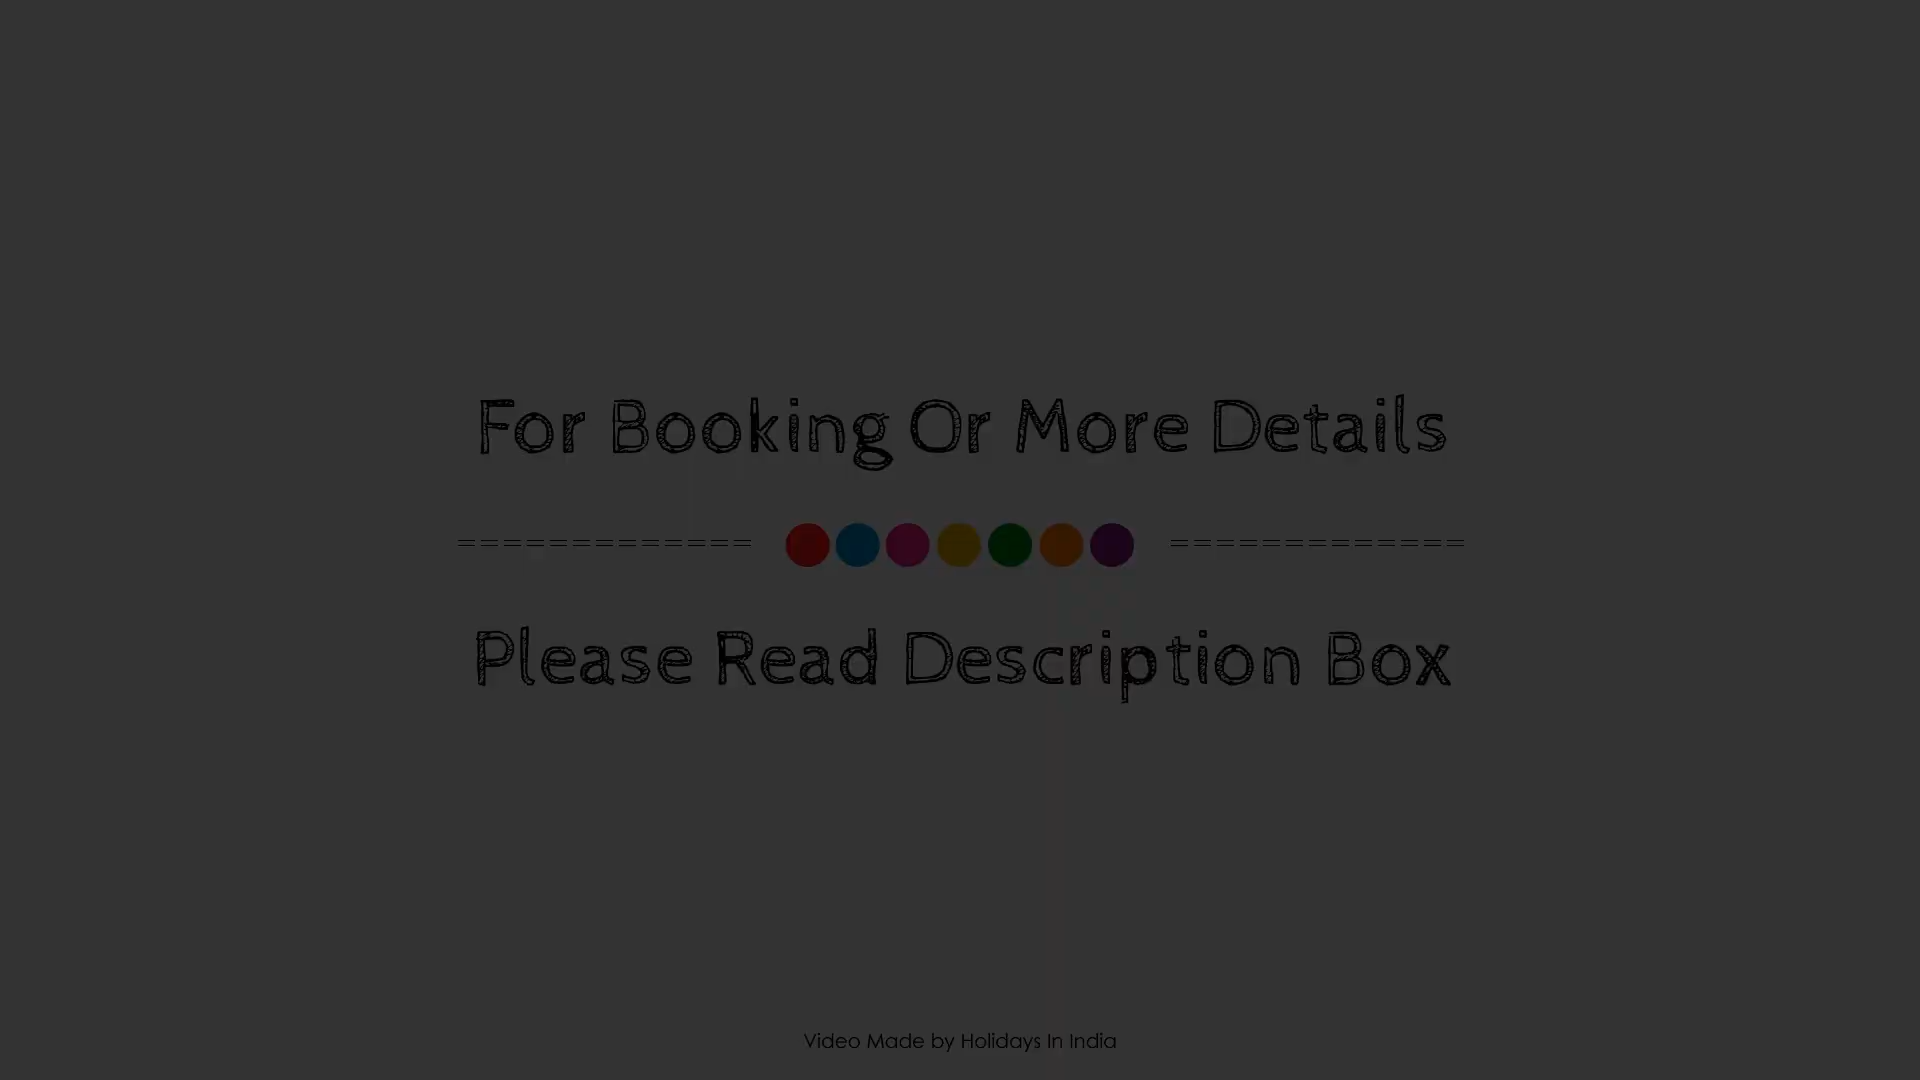 For Booking Or More Details
============= =============
Please Read Description Box
Video Made by Holidays In India